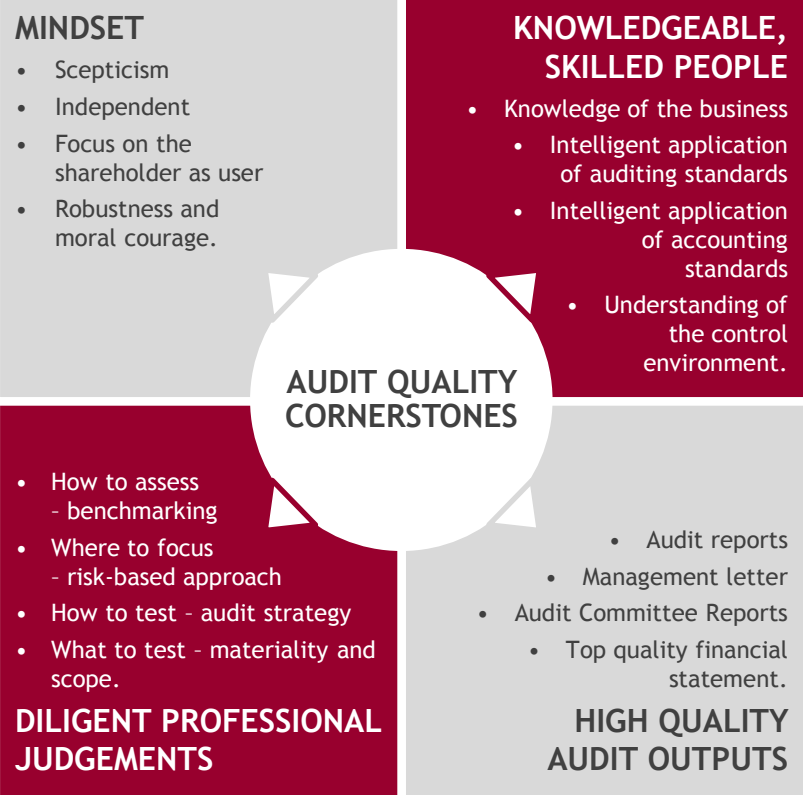 MINDSET
• Scepticism
• Independent
• Focus on the
shareholder as user
• Robustness and
moral courage.
KNOWLEDGEABLE,
SKILLED PEOPLE
• Knowledge of the business
• Intelligent application
of auditing standards
• Intelligent application
of accounting
standards
• Understanding of
the control
environment.
AUDIT QUALITY
CORNERSTONES
• How to assess
– benchmarking
• Where to focus
– risk-based approach
• How to test – audit strategy
• What to test – materiality and
scope.
DILIGENT PROFESSIONAL
JUDGEMENTS
• Audit reports
• Management letter
• Audit Committee Reports
• Top quality financial
statement.
HIGH QUALITY
AUDIT OUTPUTS